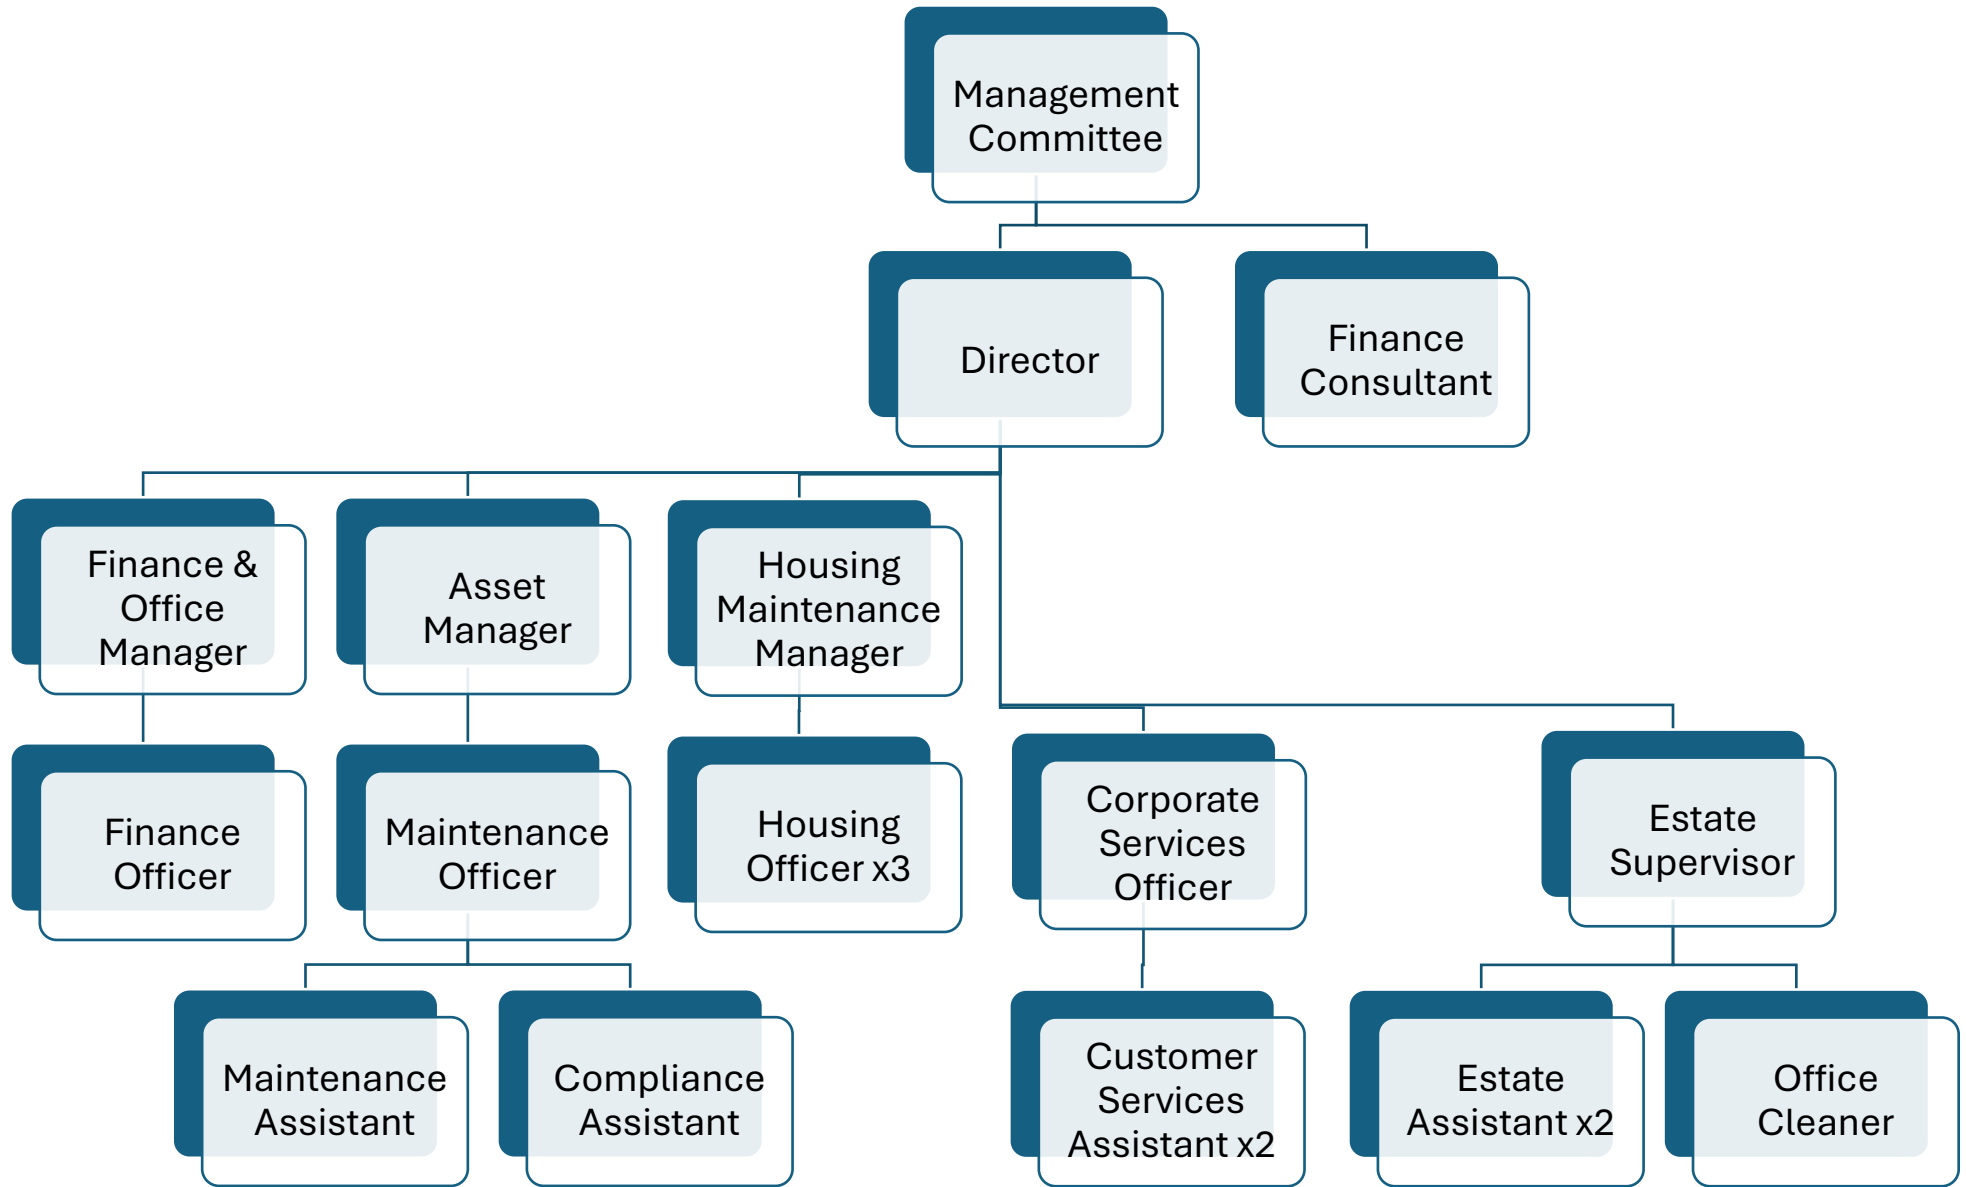 Management
Committee
Director
Finance
Consultant
Finance &
Office
Manager
Asset
Manager
Housing
Maintenance
Manager
Finance
Officer
Maintenance
Officer
Housing
Officer x3
Corporate
Services
Officer
Estate
Supervisor
Maintenance
Assistant
Compliance
Assistant
Customer
Services
Assistant x2
Estate
Assistant x2
Office
Cleaner